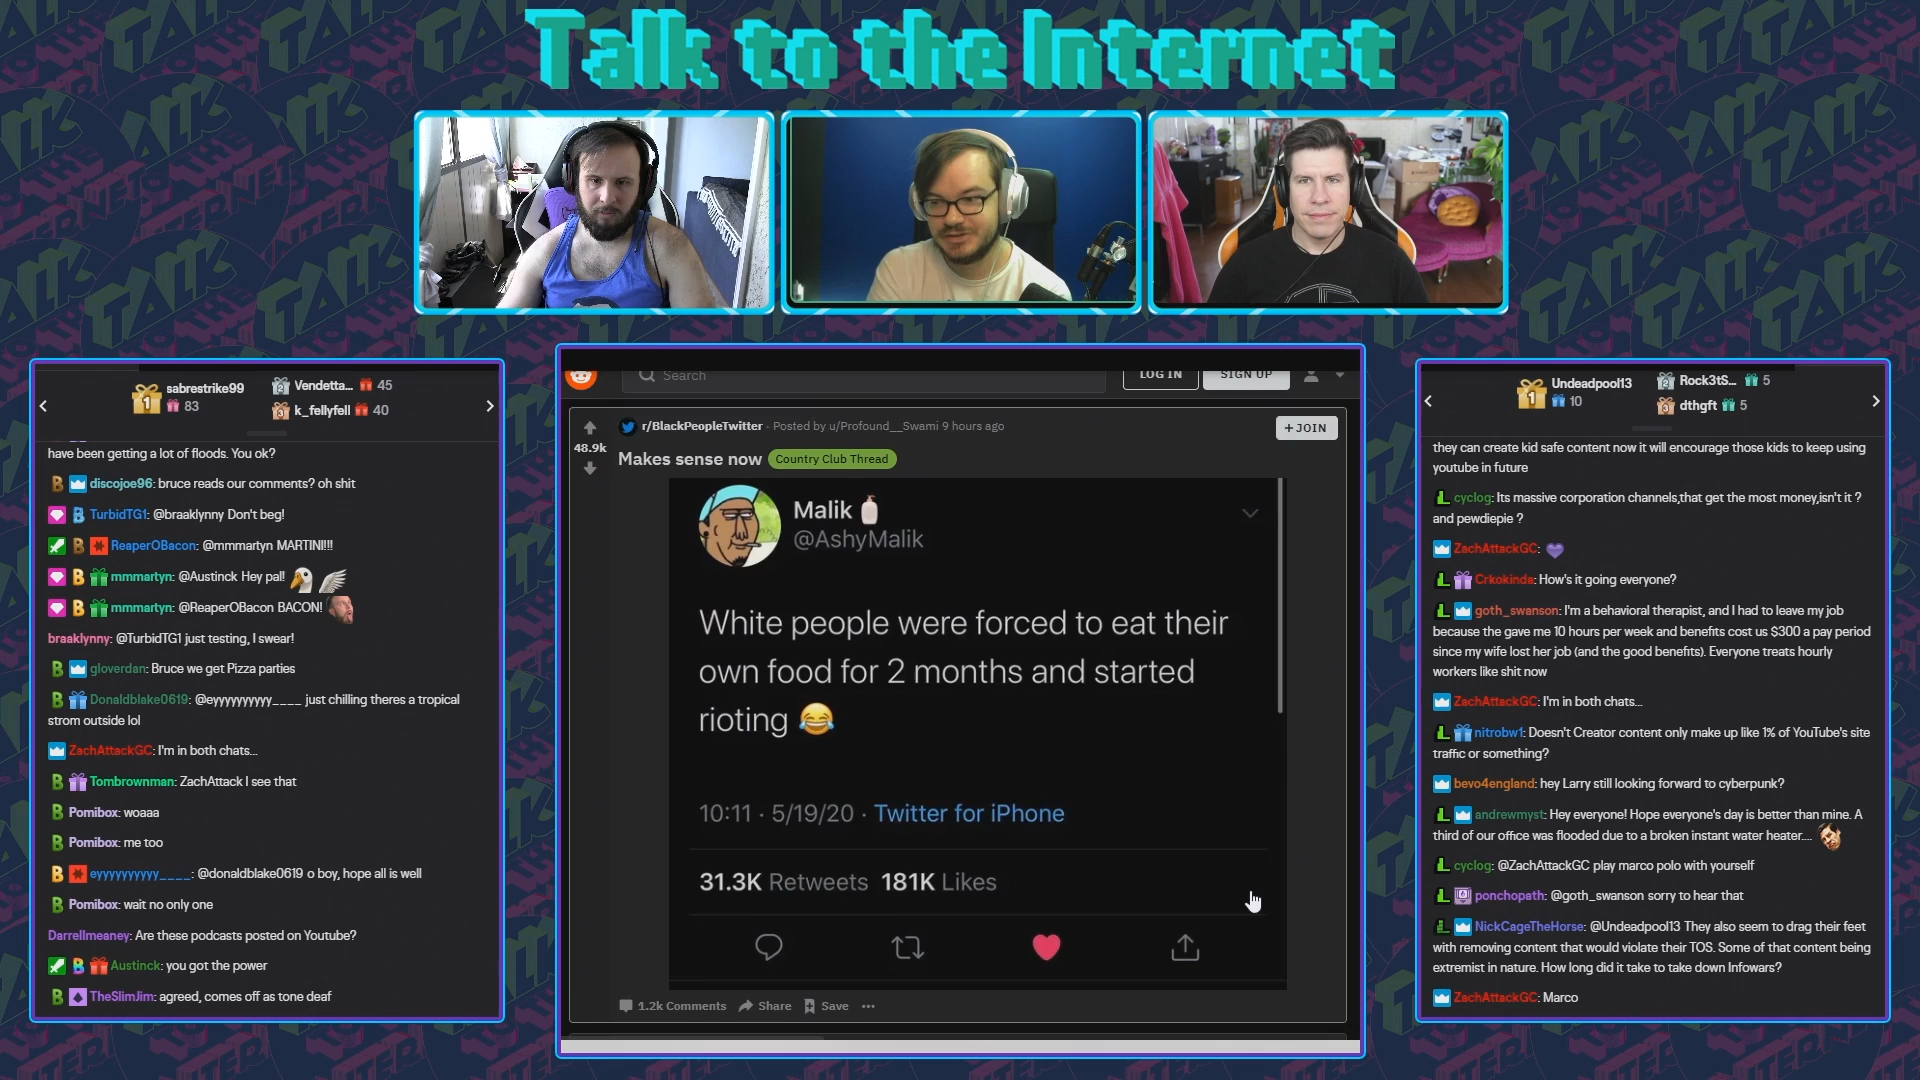 Talk to the Internet
sabrestrike99
83
Vendetta... 45
k_fellyfell 40
have been getting a lot of floods. You ok?
discojoe96: bruce reads our comments? oh shit
TurbidTG1: @braaklynny Don't beg!
ReaperOBacon: @mmmartyn MARTINI!!!
mmmartyn: @Austinck Hey pal!
mmmartyn: @ReaperOBacon BACON!
braaklynny: @TurbidTG1 just testing, I swear!
gloverdan: Bruce we get Pizza parties
Donaldblake0619: @eyyyyyyyyyy____ just chilling theres a tropical
strom outside lol
ZachAttackGC: I'm in both chats...
Tombrownman: ZachAttack I see that
Pomibox: woaaa
Pomibox: me too
eyyyyyyyyyy____: @donaldblake0619 o boy, hope all is well
Pomibox: wait no only one
Darrellmeaney: Are these podcasts posted on Youtube?
Austinck: you got the power
TheSlimJim: agreed, comes off as tone deaf
Search
LOG IN
SIGN UP
48.9k
r/BlackPeopleTwitter · Posted by u/Profound__Swami 9 hours ago
+ JOIN
Makes sense now Country Club Thread
Malik
@AshyMalik
White people were forced to eat their
own food for 2 months and started
rioting 😂
10:11 · 5/19/20 · Twitter for iPhone
31.3K Retweets 181K Likes
1.2k Comments Share Save ...
Undeadpool13
10
Rock3tS... 5
dthgft 5
they can create kid safe content now it will encourage those kids to keep using
youtube in future
cyclog: Its massive corporation channels,that get the most money,isn't it ?
and pewdiepie ?
ZachAttackGC: 💜
Crkokinda: How's it going everyone?
goth_swanson: I'm a behavioral therapist, and I had to leave my job
because the gave me 10 hours per week and benefits cost us $300 a pay period
since my wife lost her job (and the good benefits). Everyone treats hourly
workers like shit now
ZachAttackGC: I'm in both chats...
nitrobw1: Doesn't Creator content only make up like 1% of YouTube's site
traffic or something?
bevo4england: hey Larry still looking forward to cyberpunk?
andrewmyst: Hey everyone! Hope everyone's day is better than mine. A
third of our office was flooded due to a broken instant water heater....
cyclog: @ZachAttackGC play marco polo with yourself
ponchopath: @goth_swanson sorry to hear that
NickCageTheHorse: @Undeadpool13 They also seem to drag their feet
with removing content that would violate their TOS. Some of that content being
extremist in nature. How long did it take to take down Infowars?
ZachAttackGC: Marco